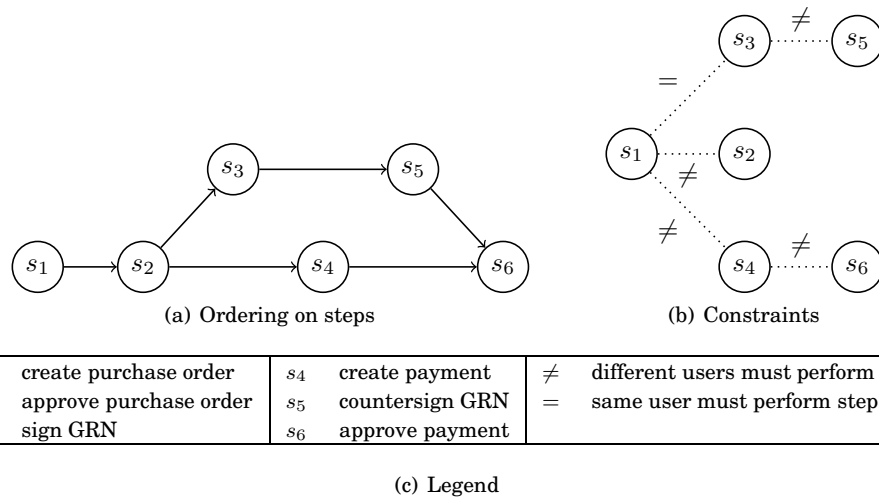 s3 ≠ s5
=
s1 s2
≠
≠
≠
s4 s6
s3 s5
s1 s2 s4 s6
(a) Ordering on steps
(b) Constraints
create purchase order s4 create payment ≠ different users must perform
approve purchase order s5 countersign GRN = same user must perform step
sign GRN s6 approve payment
(c) Legend